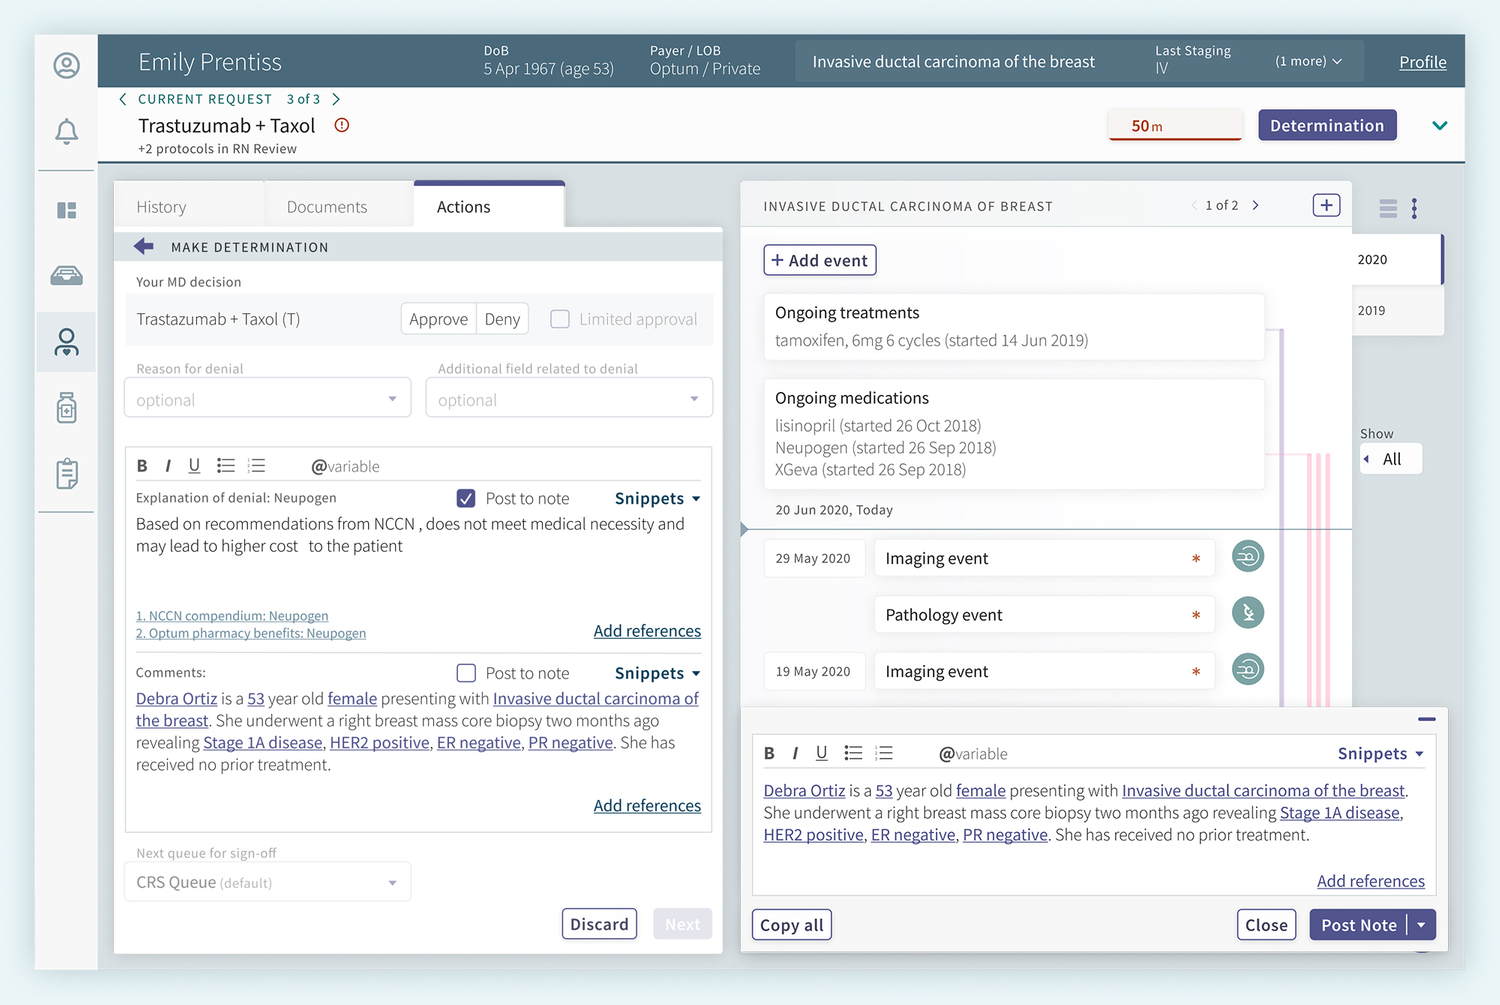 Emily Prentiss
DoB
5 Apr 1967 (age 53)
Payer / LOB
Optum / Private
Invasive ductal carcinoma of the breast
Last Staging
IV
(1 more)
Profile
CURRENT REQUEST 3 of 3
Trastuzumab + Taxol
+2 protocols in RN Review
50 m
Determination
History
Documents
Actions
MAKE DETERMINATION
Your MD decision
Trastazumab + Taxol (T)
Approve
Deny
Limited approval
Reason for denial
optional
Additional field related to denial
optional
B I U @variable
Explanation of denial: Neupogen
Post to note
Snippets
Based on recommendations from NCCN , does not meet medical necessity and
may lead to higher cost to the patient
1. NCCN compendium: Neupogen
2. Optum pharmacy benefits: Neupogen
Add references
Comments:
Post to note
Snippets
Debra Ortiz is a 53 year old female presenting with Invasive ductal carcinoma of
the breast. She underwent a right breast mass core biopsy two months ago
revealing Stage 1A disease, HER2 positive, ER negative, PR negative. She has
received no prior treatment.
Add references
Next queue for sign-off
CRS Queue (default)
Discard
Next
INVASIVE DUCTAL CARCINOMA OF BREAST
1 of 2
+
+ Add event
Ongoing treatments
tamoxifen, 6mg 6 cycles (started 14 Jun 2019)
Ongoing medications
lisinopril (started 26 Oct 2018)
Neupogen (started 26 Sep 2018)
XGeva (started 26 Sep 2018)
20 Jun 2020, Today
29 May 2020
Imaging event *
Pathology event *
19 May 2020
Imaging event *
2020
2019
Show
All
B I U @variable
Snippets
Debra Ortiz is a 53 year old female presenting with Invasive ductal carcinoma of the breast.
She underwent a right breast mass core biopsy two months ago revealing Stage 1A disease,
HER2 positive, ER negative, PR negative. She has received no prior treatment.
Add references
Copy all
Close
Post Note